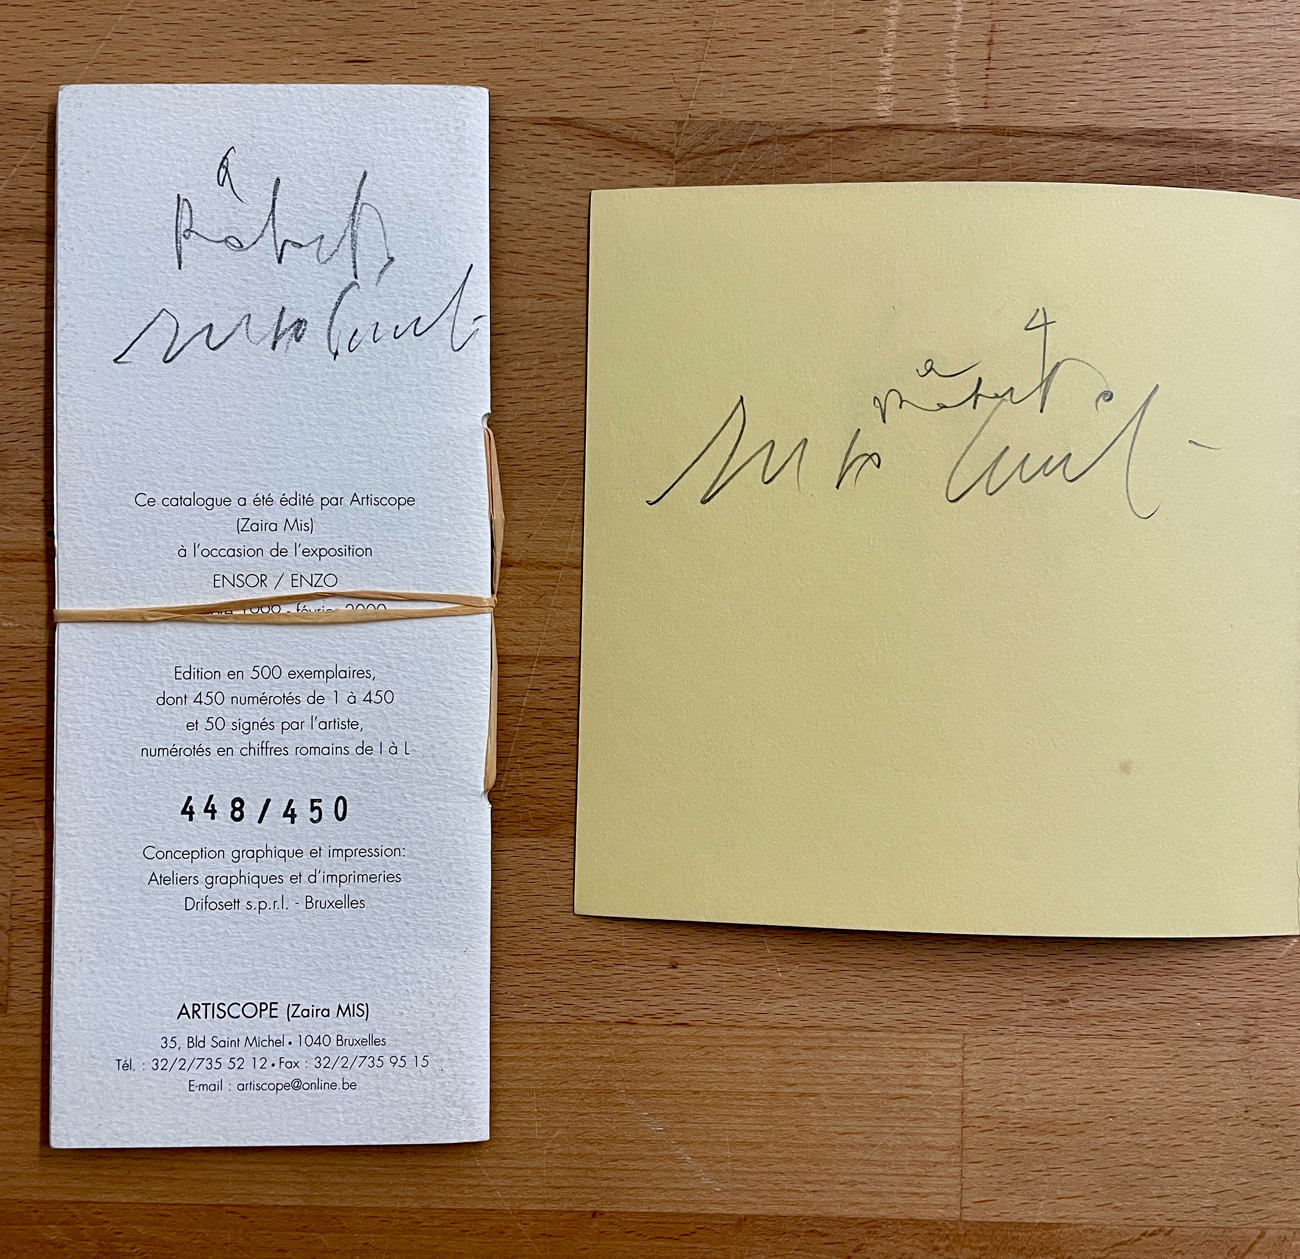 à
Ce catalogue a été édité par Artiscope
(Zaira Mis)
à l'occasion de l'exposition
ENSOR / ENZO
1999 - février 2000
Edition en 500 exemplaires,
dont 450 numérotés de 1 à 450
et 50 signés par l'artiste,
numérotés en chiffres romains de I à L
448/450
Conception graphique et impression:
Ateliers graphiques et d'imprimeries
Drifosett s.p.r.l. - Bruxelles
ARTISCOPE (Zaira MIS)
35, Bld Saint Michel • 1040 Bruxelles
Tél. : 32/2/735 52 12 • Fax : 32/2/735 95 15
E-mail : artiscope@online.be